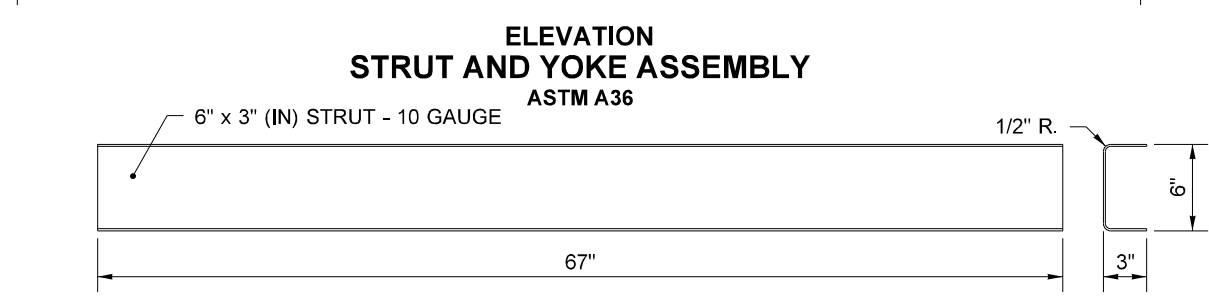 ELEVATION
STRUT AND YOKE ASSEMBLY
ASTM A36
6" x 3" (IN) STRUT - 10 GAUGE
1/2" R.
6"
67"
3"